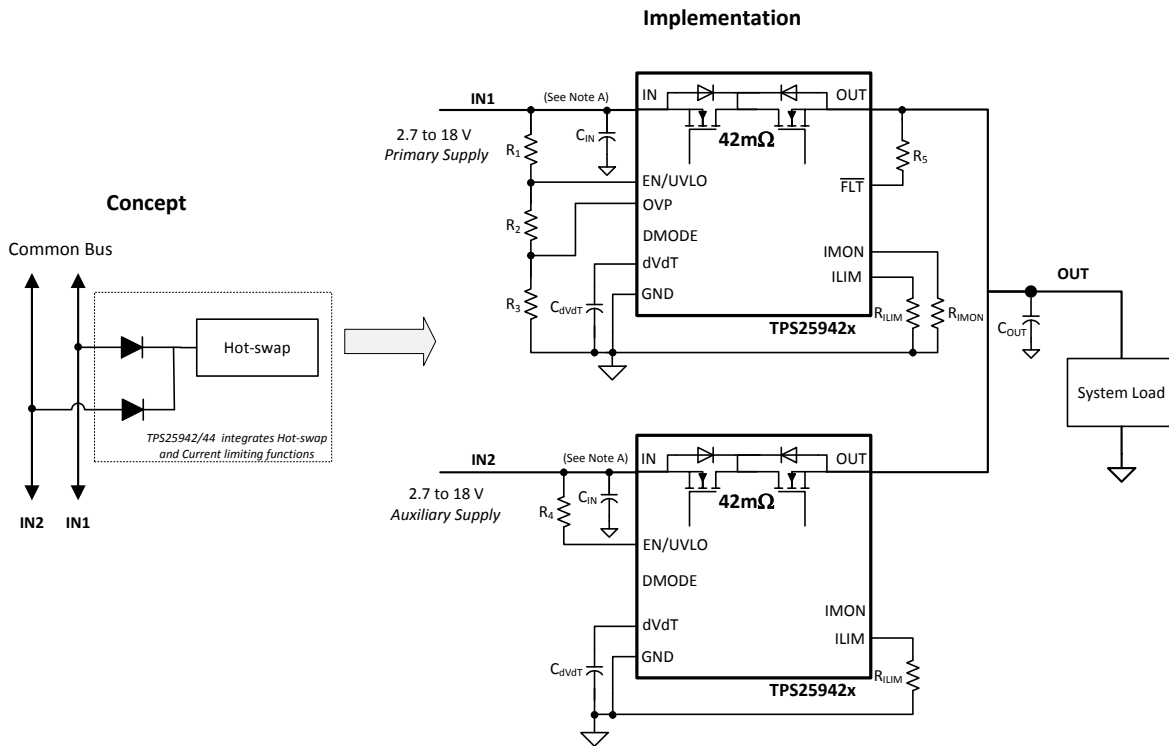 Implementation
IN1
(See Note A)
2.7 to 18 V
Primary Supply
R1
R2
R3
CIN
CdVdT
IN
OUT
42mΩ
EN/UVLO
OVP
DMODE
dVdT
GND
FLT
IMON
ILIM
TPS25942x
R5
RILIM
RIMON
OUT
COUT
System Load
Concept
Common Bus
Hot-swap
TPS25942/44 integrates Hot-swap
and Current limiting functions
IN2
IN1
IN2
(See Note A)
2.7 to 18 V
Auxiliary Supply
R4
CIN
CdVdT
IN
OUT
42mΩ
EN/UVLO
DMODE
dVdT
GND
IMON
ILIM
TPS25942x
RILIM